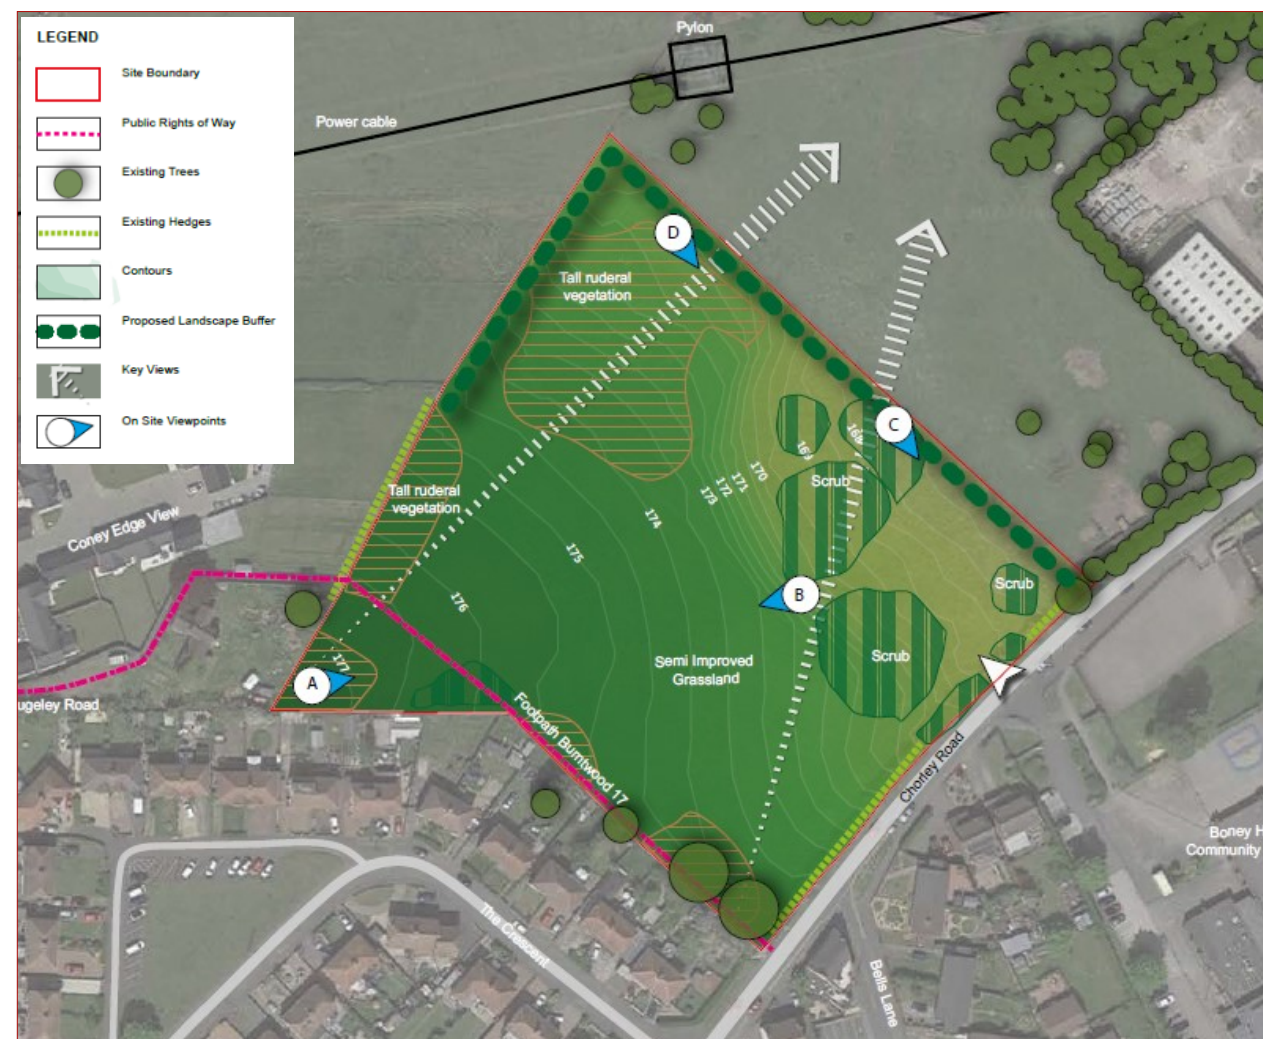 LEGEND
Site Boundary
Public Rights of Way
Existing Trees
Existing Hedges
Contours
Proposed Landscape Buffer
Key Views
On Site Viewpoints
Pylon
Power cable
D
Tall ruderal
vegetation
C
168
169
170
171
172
173
174
175
176
177
Scrub
Tall ruderal
vegetation
Coney Edge View
B
Scrub
Scrub
Semi Improved
Grassland
A
ugeley Road
Footpath Burntwood 17
Chorley Road
Boney H
Community
The Crescent
Bells Lane